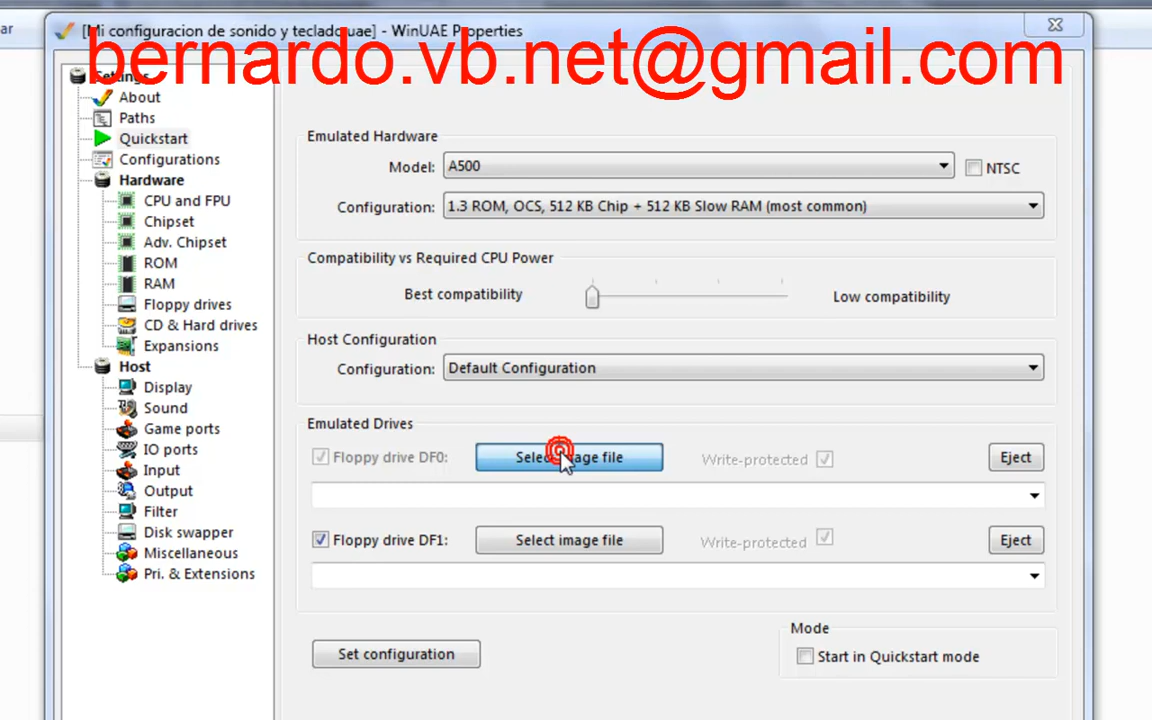 ar
[Mi configuracion de sonido y tecladouae] - WinUAE Properties
bernardo.vb.net@gmail.com
Settings
About
Paths
Quickstart
Configurations
Hardware
CPU and FPU
Chipset
Adv. Chipset
ROM
RAM
Floppy drives
CD & Hard drives
Expansions
Host
Display
Sound
Game ports
IO ports
Input
Output
Filter
Disk swapper
Miscellaneous
Pri. & Extensions
Emulated Hardware
Model: A500 NTSC
Configuration: 1.3 ROM, OCS, 512 KB Chip + 512 KB Slow RAM (most common)
Compatibility vs Required CPU Power
Best compatibility Low compatibility
Host Configuration
Configuration: Default Configuration
Emulated Drives
Floppy drive DF0: Select image file Write-protected Eject
Floppy drive DF1: Select image file Write-protected Eject
Set configuration
Mode
Start in Quickstart mode